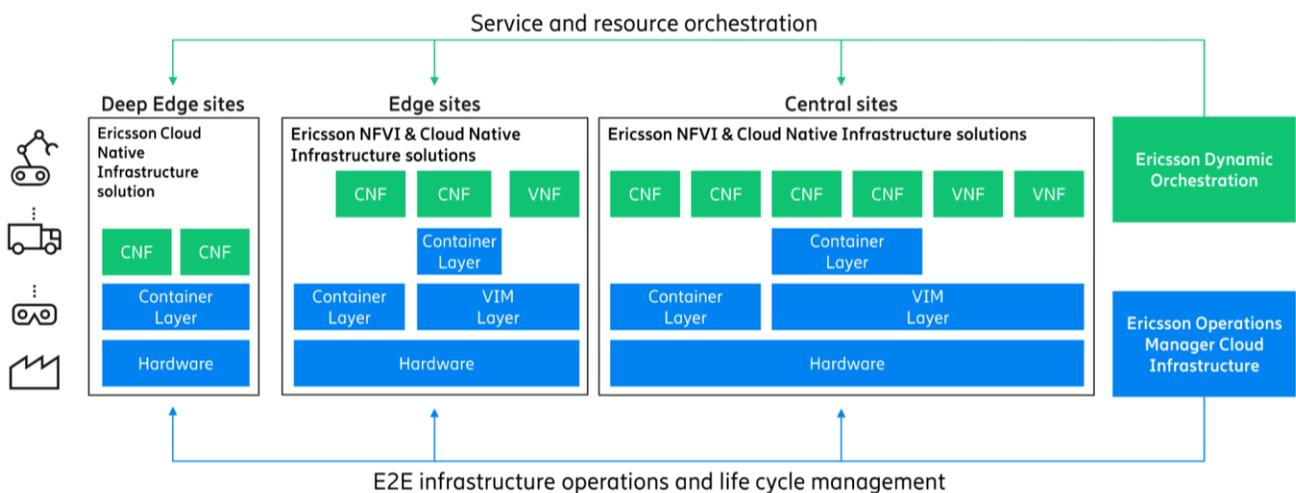 Service and resource orchestration
Deep Edge sites
Ericsson Cloud
Native
Infrastructure
solution
CNF
CNF
Container
Layer
Hardware
Edge sites
Ericsson NFVI & Cloud Native
Infrastructure solutions
CNF
CNF
VNF
Container
Layer
Container
Layer
VIM
Layer
Hardware
Central sites
Ericsson NFVI & Cloud Native Infrastructure solutions
CNF
CNF
CNF
CNF
VNF
VNF
Container
Layer
Container
Layer
VIM
Layer
Hardware
Ericsson Dynamic
Orchestration
Ericsson Operations
Manager Cloud
Infrastructure
E2E infrastructure operations and life cycle management